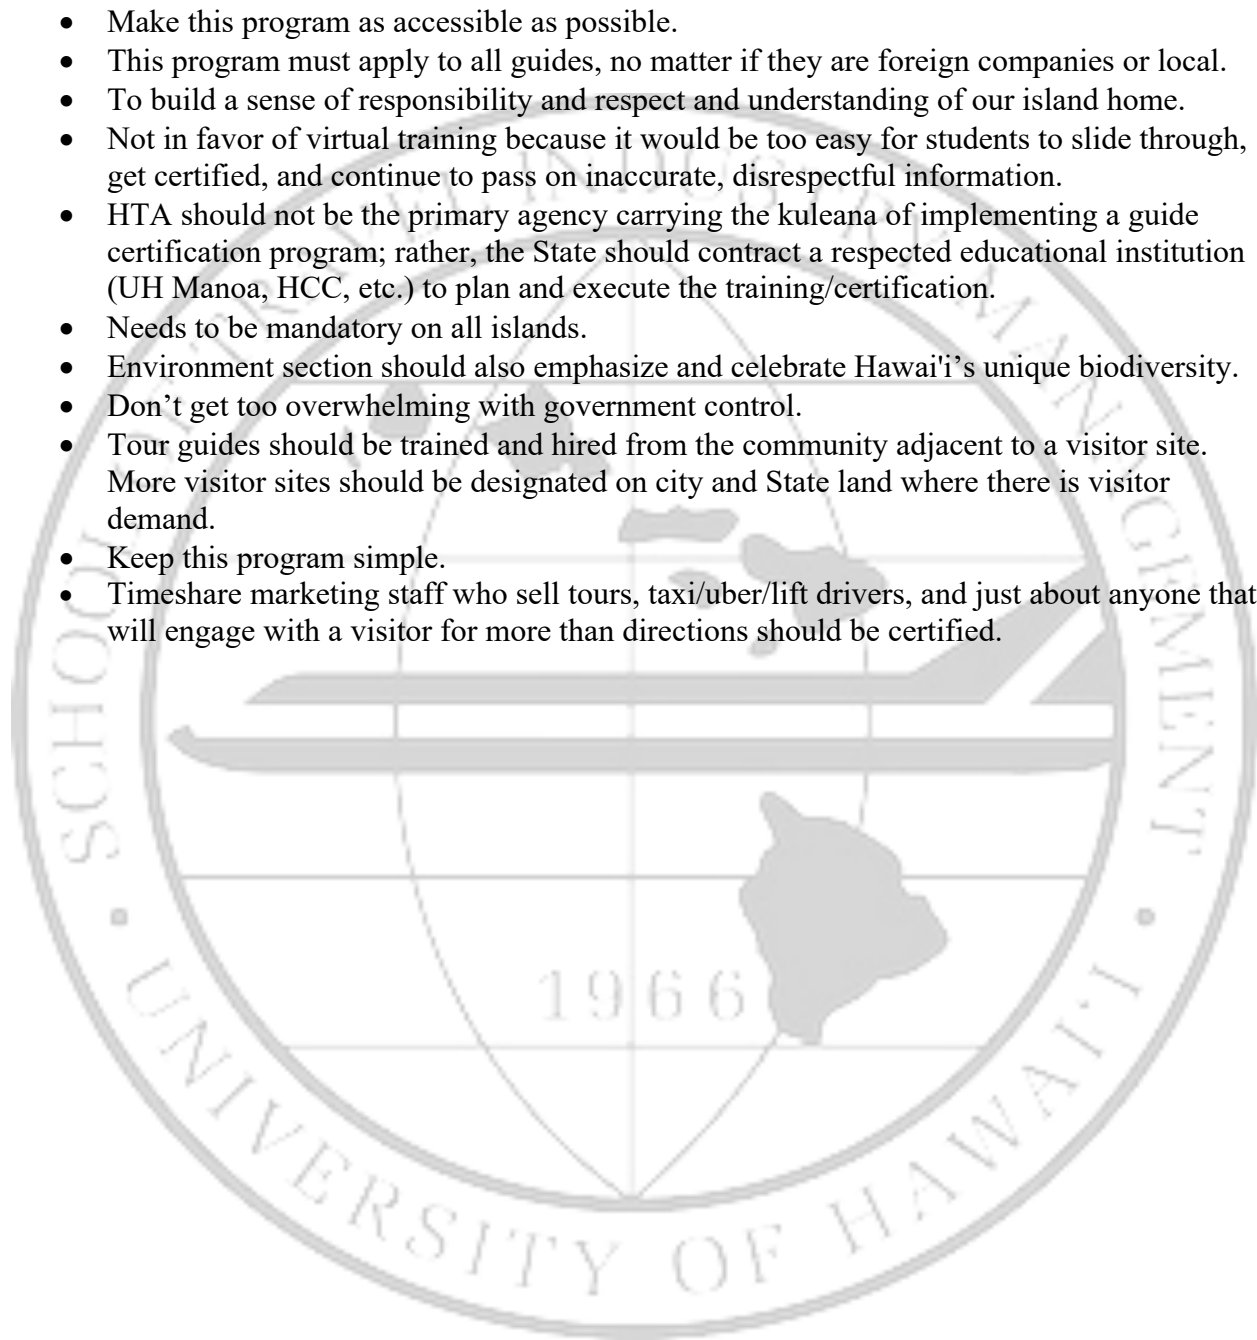 • Make this program as accessible as possible.
• This program must apply to all guides, no matter if they are foreign companies or local.
• To build a sense of responsibility and respect and understanding of our island home.
• Not in favor of virtual training because it would be too easy for students to slide through,
get certified, and continue to pass on inaccurate, disrespectful information.
• HTA should not be the primary agency carrying the kuleana of implementing a guide
certification program; rather, the State should contract a respected educational institution
(UH Manoa, HCC, etc.) to plan and execute the training/certification.
• Needs to be mandatory on all islands.
• Environment section should also emphasize and celebrate Hawai'i’s unique biodiversity.
• Don’t get too overwhelming with government control.
• Tour guides should be trained and hired from the community adjacent to a visitor site.
More visitor sites should be designated on city and State land where there is visitor
demand.
• Keep this program simple.
• Timeshare marketing staff who sell tours, taxi/uber/lift drivers, and just about anyone that
will engage with a visitor for more than directions should be certified.
SCHOOL OF TRAVEL INDUSTRY MANAGEMENT
1966
• UNIVERSITY OF HAWAI'I •